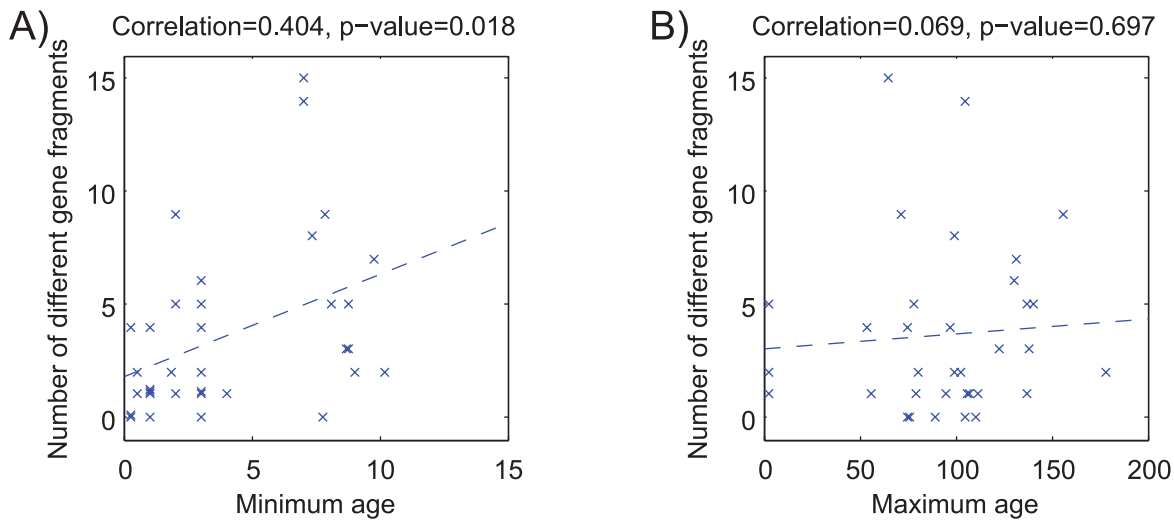 A)
Correlation=0.404, p−value=0.018
Number of different gene fragments
15
10
5
0
0 5 10 15
Minimum age
B)
Correlation=0.069, p−value=0.697
Number of different gene fragments
15
10
5
0
0 50 100 150 200
Maximum age